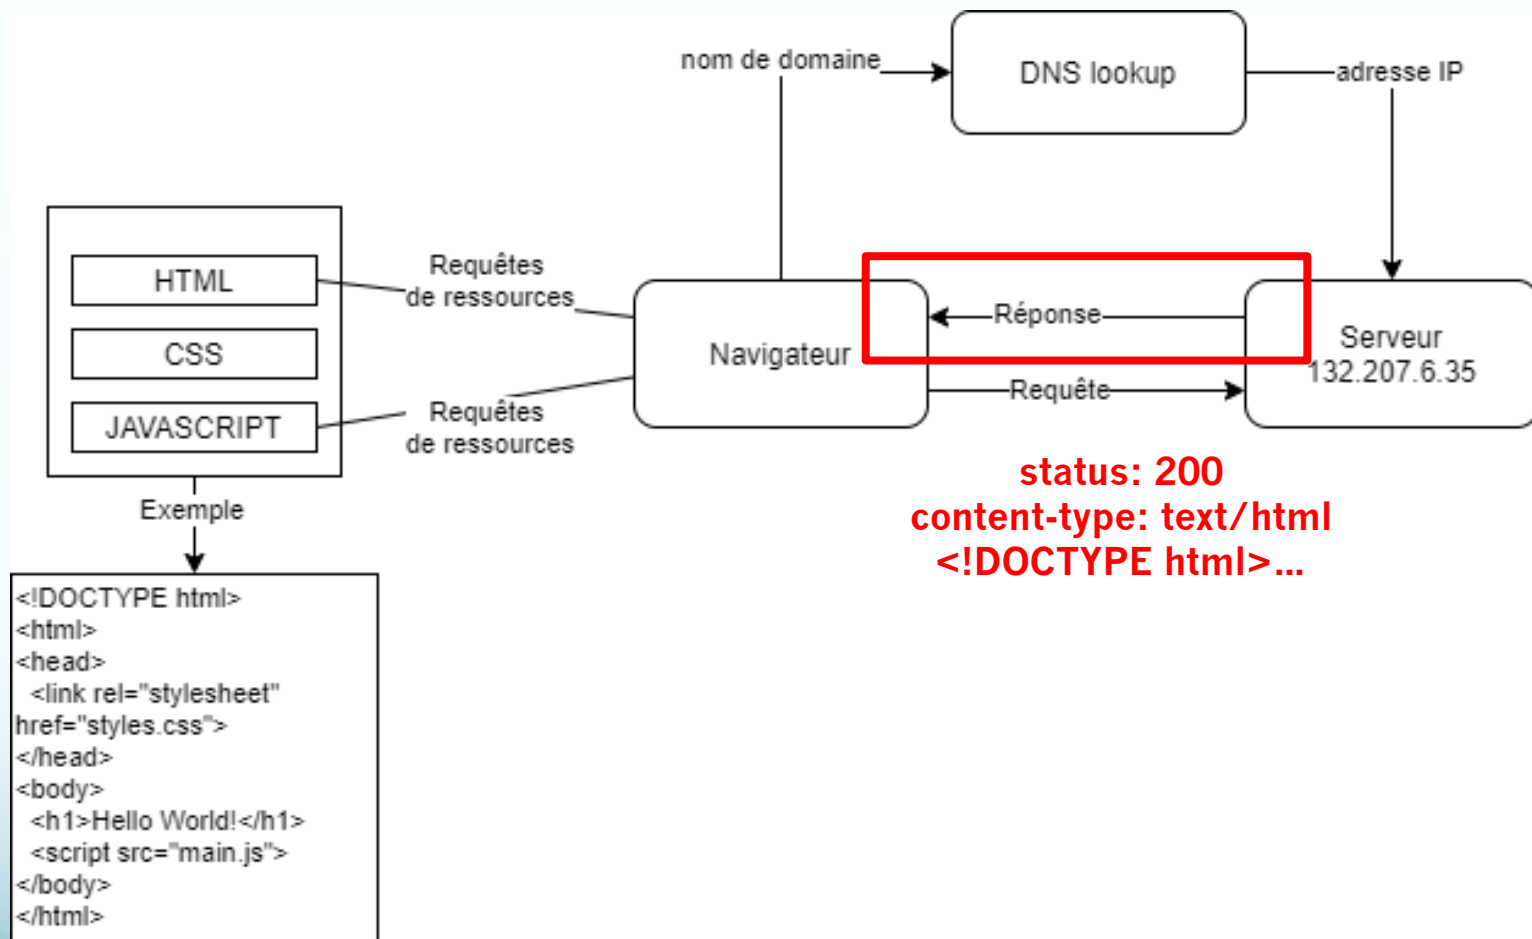 nom de domaine
DNS lookup
adresse IP
HTML
CSS
JAVASCRIPT
Requêtes
de ressources
Requêtes
de ressources
Navigateur
Réponse
Requête
Serveur
132.207.6.35
status: 200
content-type: text/html
<!DOCTYPE html>...
Exemple
<!DOCTYPE html>
<html>
<head>
<link rel="stylesheet"
href="styles.css">
</head>
<body>
<h1>Hello World!</h1>
<script src="main.js">
</body>
</html>